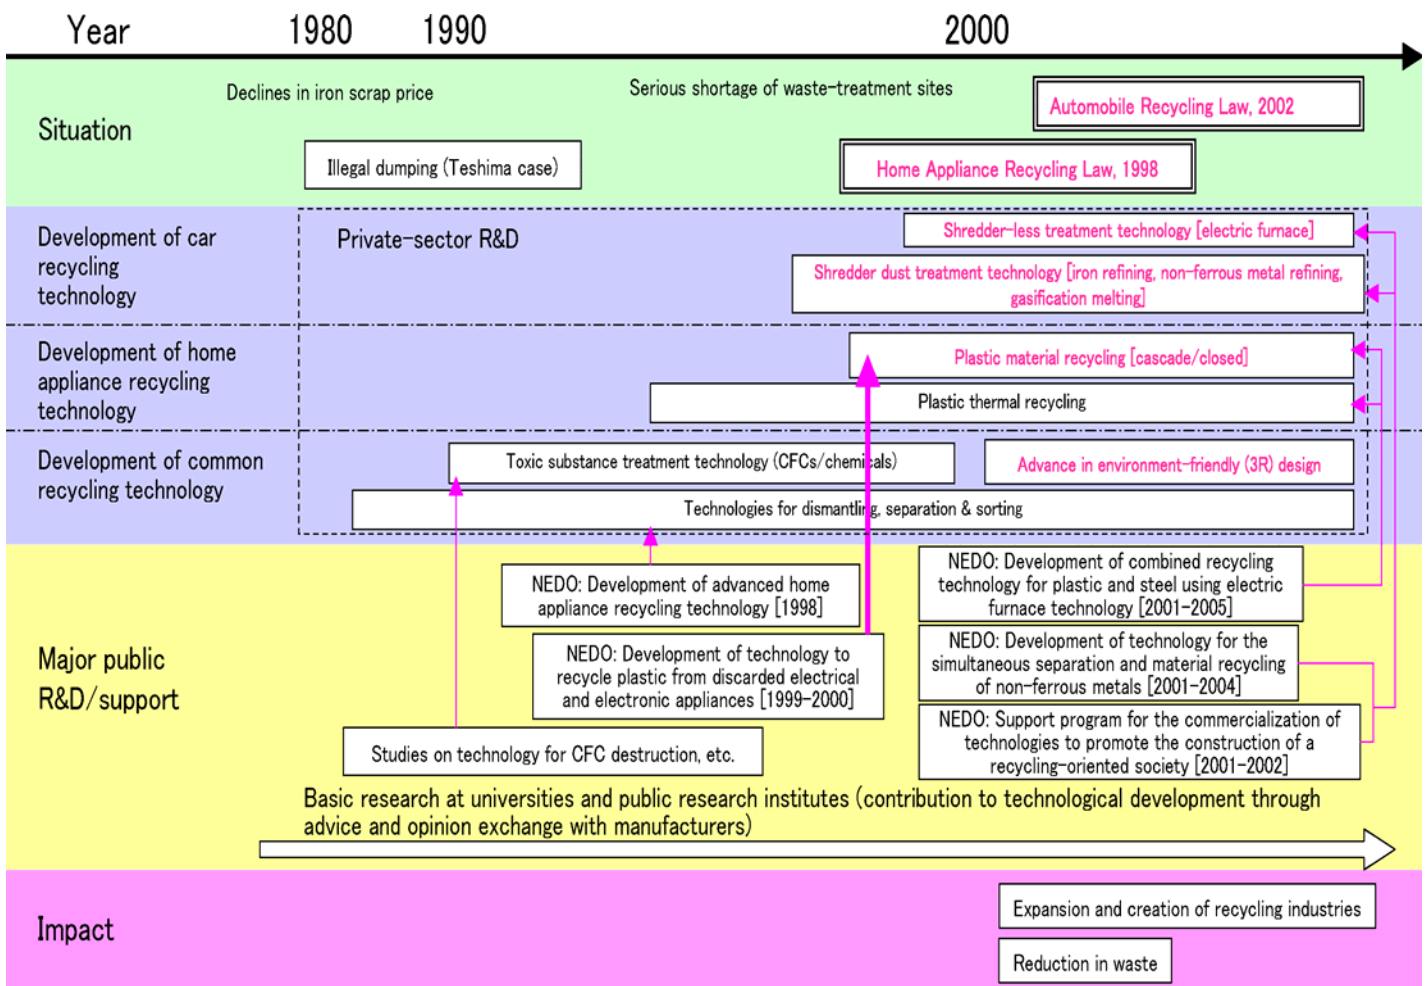 Year 1980 1990 2000
Situation
Declines in iron scrap price
Serious shortage of waste-treatment sites
Automobile Recycling Law, 2002
Illegal dumping (Teshima case)
Home Appliance Recycling Law, 1998
Development of car
recycling
technology
Private-sector R&D
Shredder-less treatment technology [electric furnace]
Shredder dust treatment technology [iron refining, non-ferrous metal refining,
gasification melting]
Development of home
appliance recycling
technology
Plastic material recycling [cascade/closed]
Plastic thermal recycling
Development of common
recycling technology
Toxic substance treatment technology (CFCs/chemicals)
Advance in environment-friendly (3R) design
Technologies for dismantling, separation & sorting
Major public
R&D/support
NEDO: Development of advanced home
appliance recycling technology [1998]
NEDO: Development of combined recycling
technology for plastic and steel using electric
furnace technology [2001-2005]
NEDO: Development of technology to
recycle plastic from discarded electrical
and electronic appliances [1999-2000]
NEDO: Development of technology for the
simultaneous separation and material recycling
of non-ferrous metals [2001-2004]
Studies on technology for CFC destruction, etc.
NEDO: Support program for the commercialization of
technologies to promote the construction of a
recycling-oriented society [2001-2002]
Basic research at universities and public research institutes (contribution to technological development through
advice and opinion exchange with manufacturers)
Impact
Expansion and creation of recycling industries
Reduction in waste